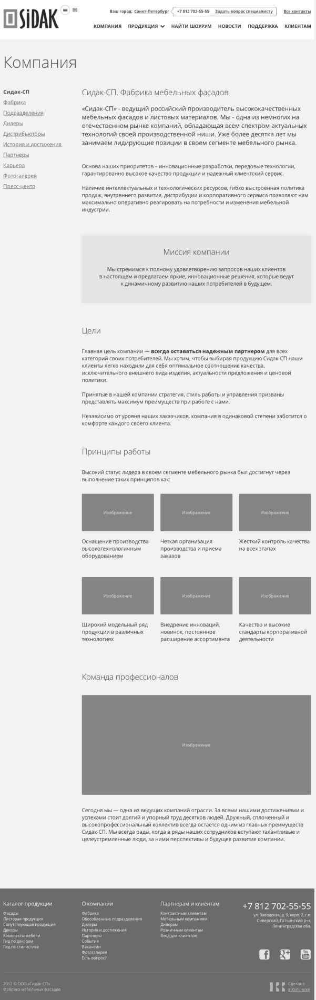 SiDAK
Ваш город: Санкт-Петербург
+7 812 702-55-55 Задать вопрос специалисту
Все контакты
КОМПАНИЯ ПРОДУКЦИЯ НАЙТИ ШОУРУМ НОВОСТИ ПОДДЕРЖКА КЛИЕНТАМ
Компания
Сидак-СП
Фабрика
Подразделения
Дилеры
Дистрибьюторы
История и достижения
Партнеры
Карьера
Фотогалерея
Пресс-центр
Сидак-СП. Фабрика мебельных фасадов
«Сидак-СП» - ведущий российский производитель высококачественных
мебельных фасадов и листовых материалов. Мы - одна из немногих на
отечественном рынке компаний, обладающая всем спектром актуальных
технологий своей производственной ниши. Уже более десятка лет мы
занимаем лидирующие позиции в своем сегменте мебельного рынка.
Основа наших приоритетов – инновационные разработки, передовые технологии,
гарантированно высокое качество продукции и надежный клиентский сервис.
Наличие интеллектуальных и технологических ресурсов, гибко выстроенная политика
продаж, внутреннего развития, дистрибуции и корпоративного сервиса позволяют нам
максимально оперативно реагировать на потребности и изменения мебельной
индустрии.
Миссия компании
Мы стремимся к полному удовлетворению запросов наших клиентов
в настоящем и предлагаем яркие, инновационные решения, которые ведут
к динамичному развитию наших потребителей в будущем.
Цели
Главная цель компании — всегда оставаться надежным партнером для всех
категорий своих потребителей. Мы хотим, чтобы выбирая продукцию Сидак-СП наши
клиенты легко находили для себя оптимальное соотношение качества,
исключительного внешнего вида изделия, актуальности предложения и ценовой
политики.
Принятые в нашей компании стратегия, стиль работы и управления призваны
представлять максимум преимуществ при работе с нами.
Независимо от уровня наших заказчиков, компания в одинаковой степени заботится о
комфорте каждого своего клиента.
Принципы работы
Высокий статус лидера в своем сегменте мебельного рынка был достигнут через
выполнение таких принципов как:
Изображение
Изображение
Изображение
Оснащение производства
высокотехнологичным
оборудованием
Четкая организация
производства и приема
заказов
Жесткий контроль качества
на всех этапах
Изображение
Изображение
Изображение
Широкий модельный ряд
продукции в различных
технологиях
Внедрение инноваций,
новинок, постоянное
расширение ассортимента
Качество и высокие
стандарты корпоративной
деятельности
Команда профессионалов
Изображение
Сегодня мы — одна из ведущих компаний отрасли. За всеми нашими достижениями и
успехами стоит долгий и упорный труд десятков людей. Дружный, сплоченный и
высокопрофессиональный коллектив всегда остается одним из главных преимуществ
Сидак-СП. Мы всегда рады, когда в ряды наших сотрудников вступают талантливые и
целеустремленные люди, за ними перспективы и будущее развитие компании.
Каталог продукции
Фасады
Листовая продукция
Сопутствующая продукция
Декоры
Комплекты мебели
Гид по декорам
Гид по стилистике
О компании
Фабрика
Обособленные подразделения
Дилеры
История и достижения
Партнеры
События
Вакансии
Фотогалерея
Есть вопрос?
Партнерам и клиентам
Контрактным клиентам
Мебельным компаниям
Дилерам
Розничным клиентам
Вход для клиентов
+7 812 702-55-55
ул. Заводская, д. 9, корп. 2, г.п.
Сиверский, Гатчинский р-н,
Ленинградская обл.
You
Tube
2012 © ООО «Сидак-СП»
Фабрика мебельных фасадов
Сделано
в Кельнике